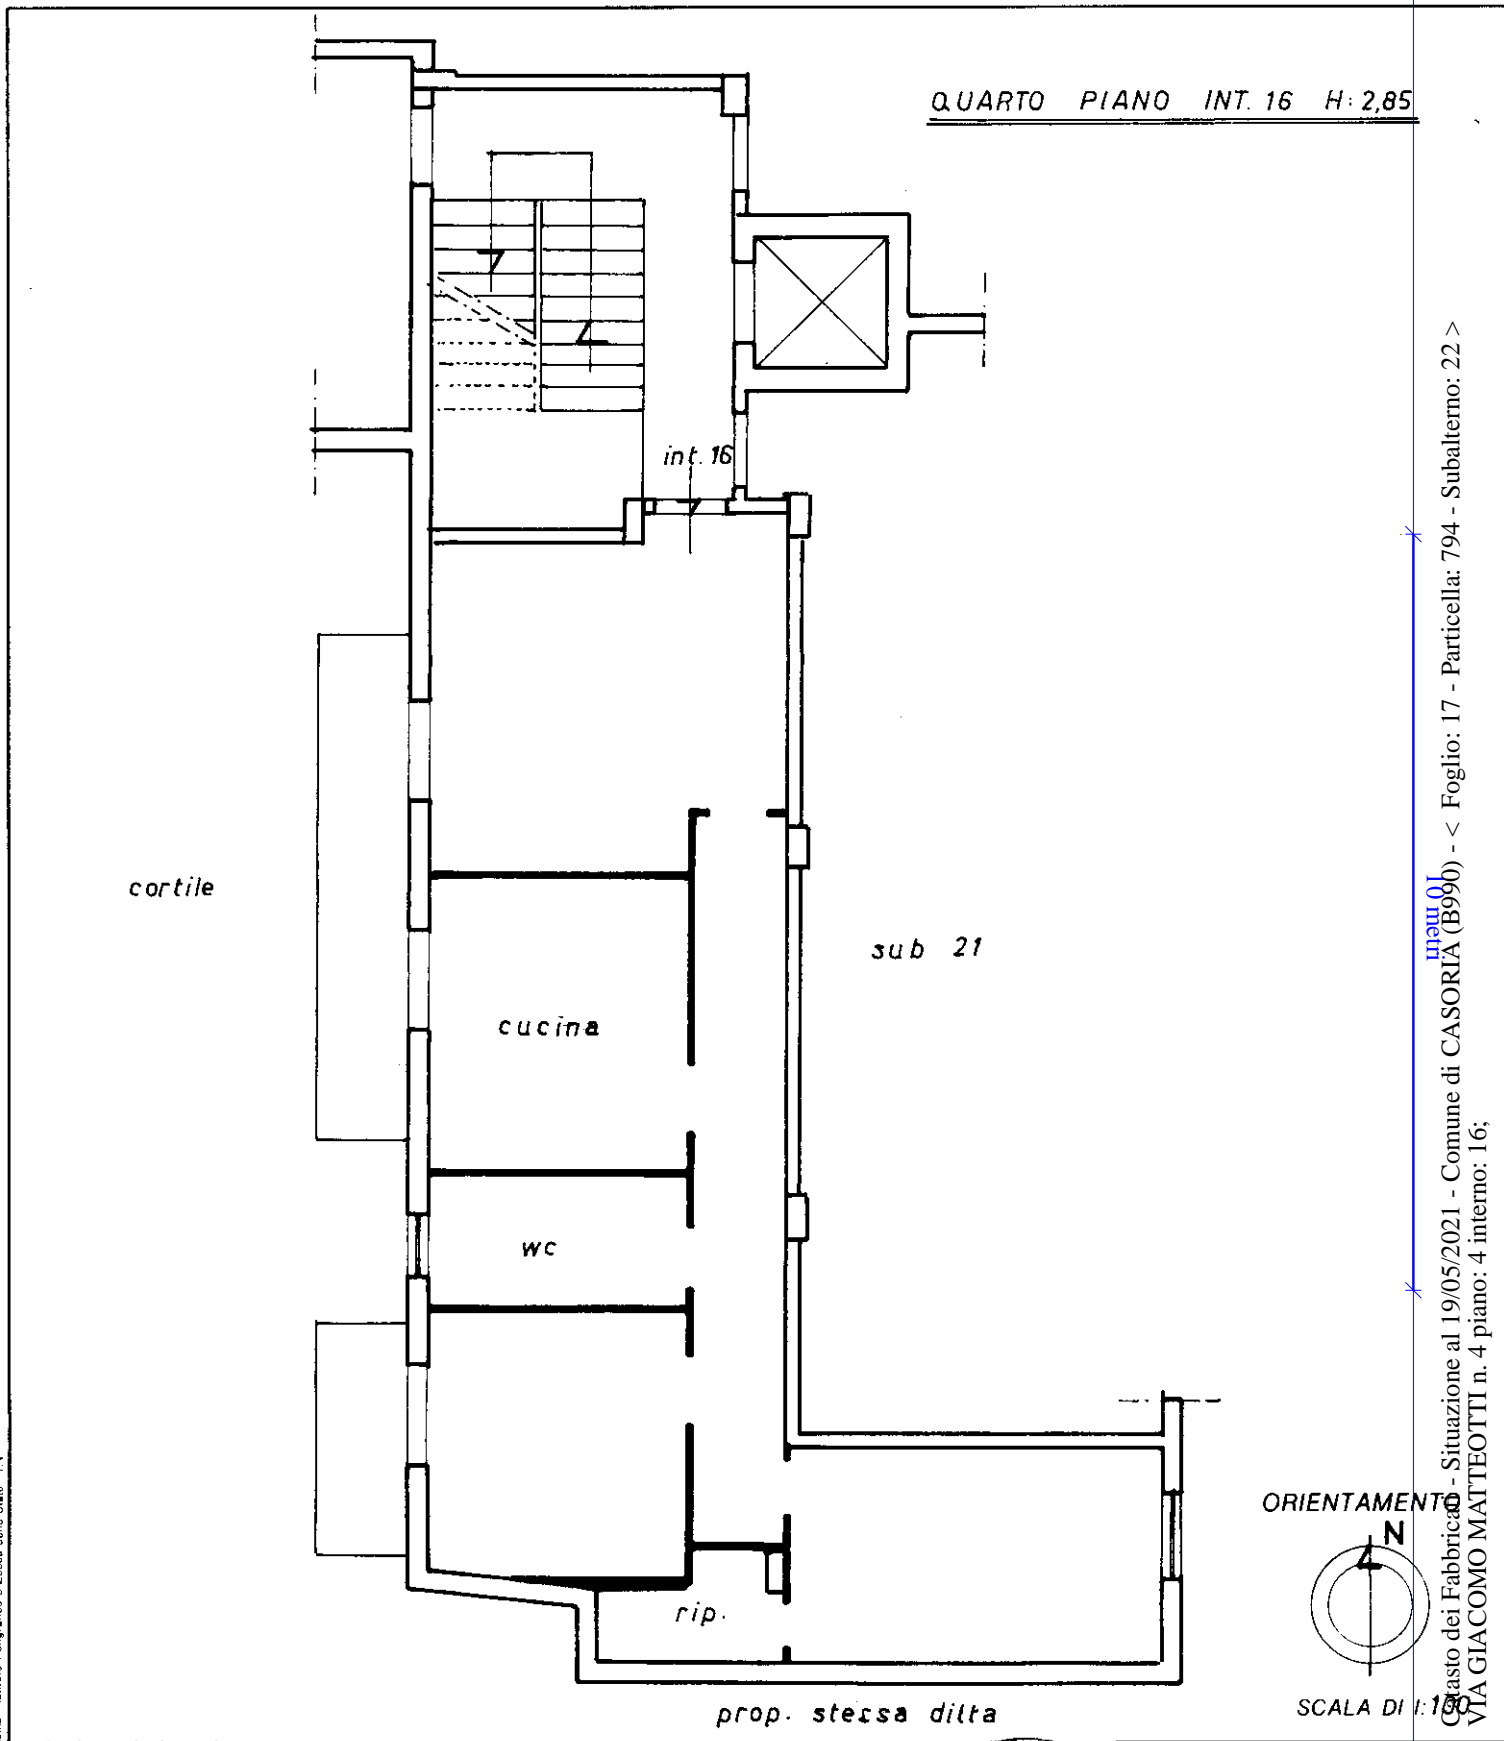 QUARTO PIANO INT. 16 H: 2,85
int. 16
cortile
sub 21
cucina
wc
rip.
prop. stessa ditta
ORIENTAMENTO
N
SCALA DI 1:100
10 metri
Catasto dei Fabbricati - Situazione al 19/05/2021 - Comune di CASORIA (B990) - < Foglio: 17 - Particella: 794 - Subalterno: 22 >
VIA GIACOMO MATTEOTTI n. 4 piano: 4 interno: 16;